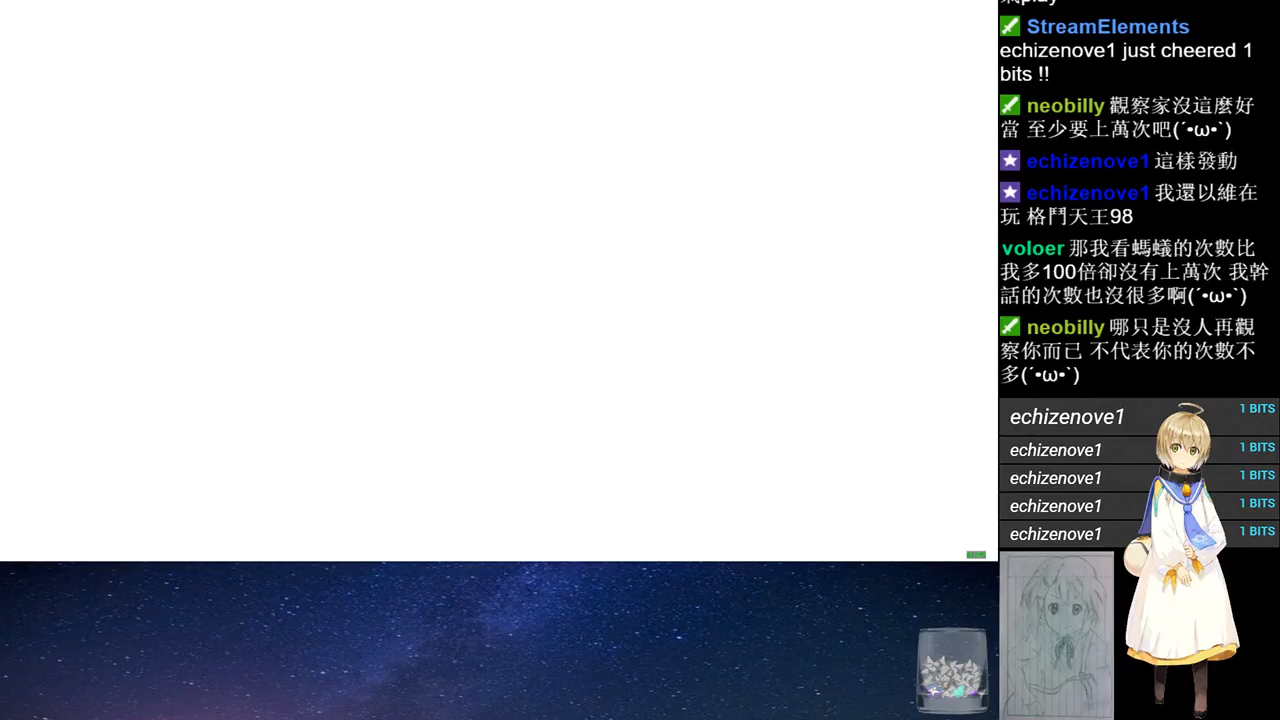 StreamElements
echizenove1 just cheered 1
bits !!
neobilly 觀察家沒這麼好
當 至少要上萬次吧(´•ω•`)
echizenove1 這樣發動
echizenove1 我還以維在
玩 格鬥天王98
voloer 那我看螞蟻的次數比
我多100倍卻沒有上萬次 我幹
話的次數也沒很多啊(´•ω•`)
neobilly 哪只是沒人再觀
察你而已 不代表你的次數不
多(´•ω•`)
echizenove1 1 BITS
echizenove1 1 BITS
echizenove1 1 BITS
echizenove1 1 BITS
echizenove1 1 BITS